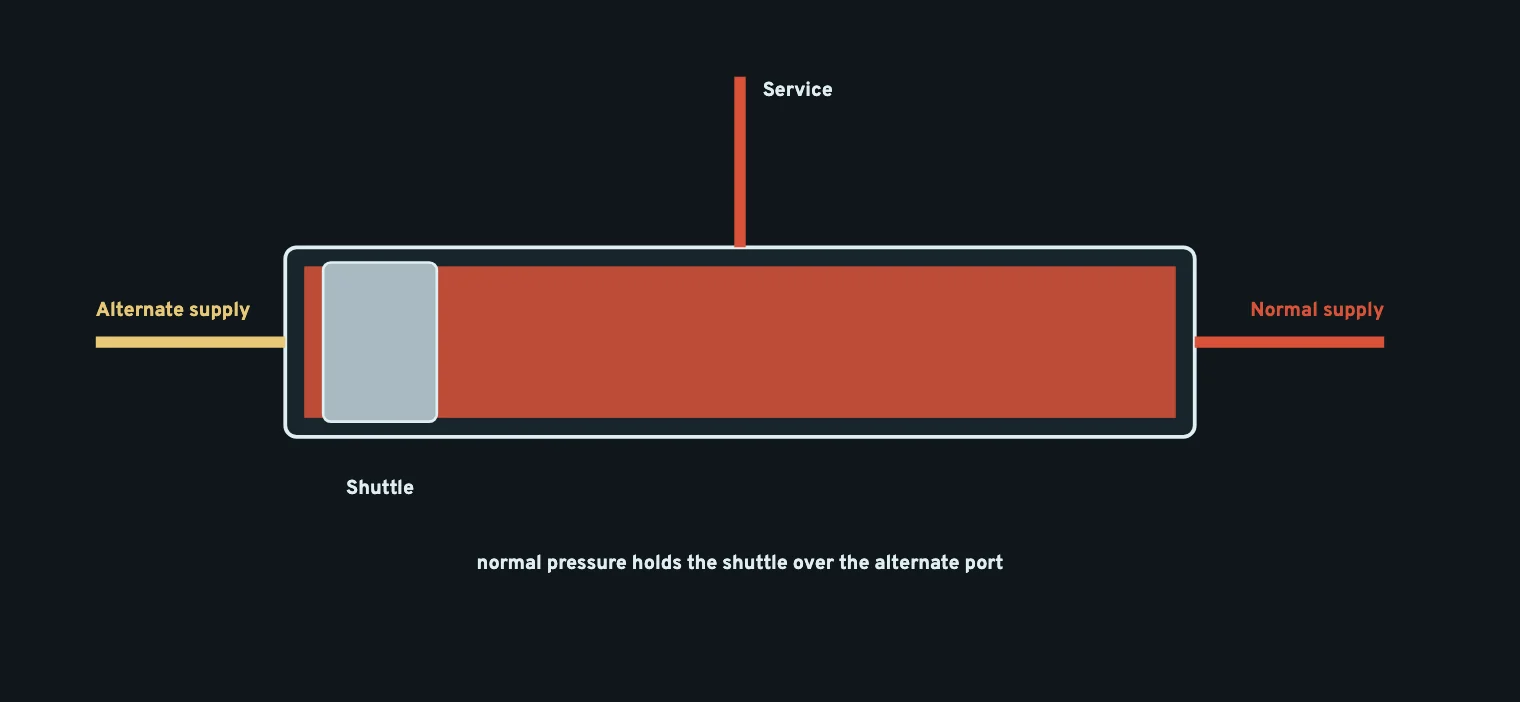 Service
Alternate supply
Normal supply
Shuttle
normal pressure holds the shuttle over the alternate port